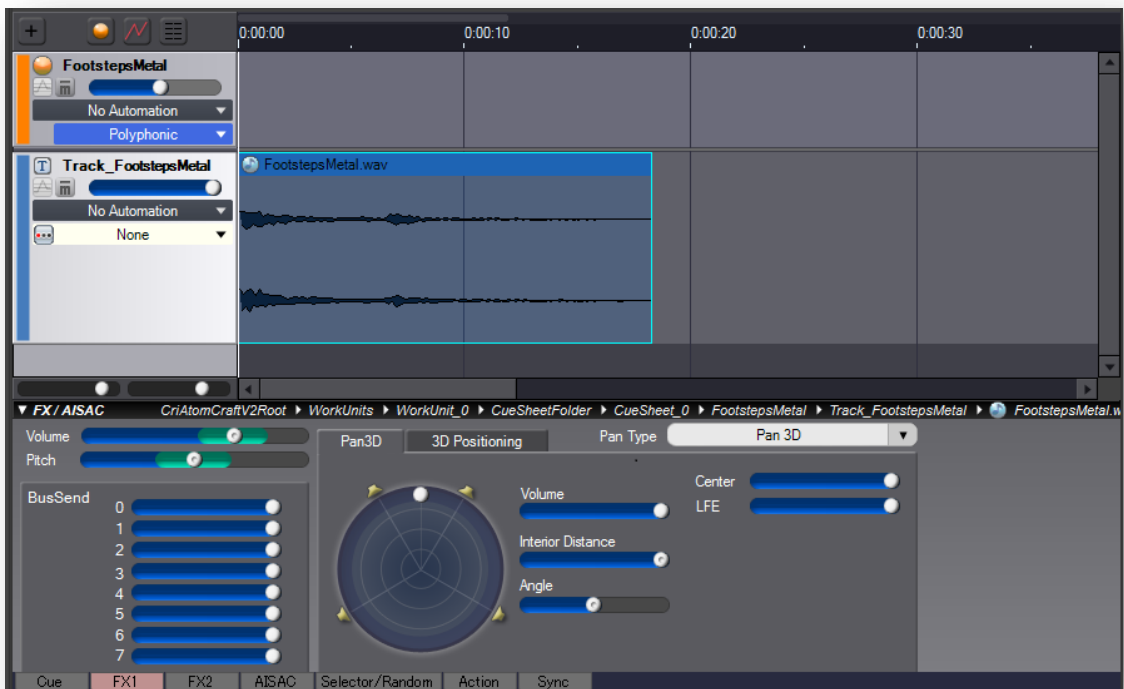 0:00:00 0:00:10 0:00:20 0:00:30
FootstepsMetal
m
No Automation
Polyphonic
T Track_FootstepsMetal FootstepsMetal.wav
m
No Automation
None
FX / AISAC CriAtomCraftV2Root WorkUnits WorkUnit_0 CueSheetFolder CueSheet_0 FootstepsMetal Track_FootstepsMetal FootstepsMetal.w
Volume Pan3D 3D Positioning Pan Type Pan 3D
Pitch
BusSend
0
1
2
3
4
5
6
7
Volume
Interior Distance
Angle
Center
LFE
Cue FX1 FX2 AISAC Selector/Random Action Sync